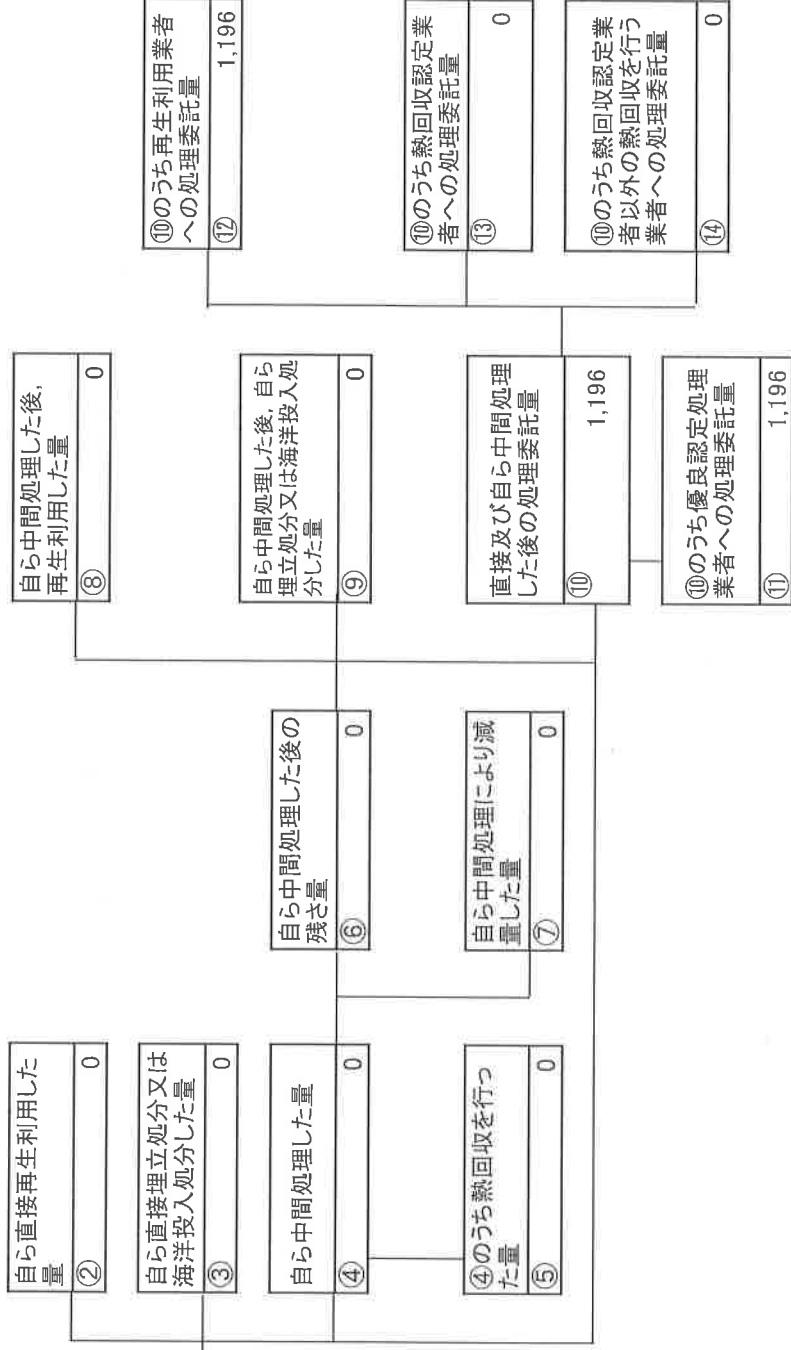 自ら直接再生利用した
量
② 0
自ら直接埋立処分又は
海洋投入処分した量
③ 0
自ら中間処理した量
④ 0
④のうち熱回収を行っ
た量
⑤ 0
自ら中間処理した後の
残さ量
⑥ 0
自ら中間処理により減
量した量
⑦ 0
自ら中間処理した後,
再生利用した量
⑧ 0
自ら中間処理した後, 自ら
埋立処分又は海洋投入処
分した量
⑨ 0
直接及び自ら中間処理
した後の処理委託量
⑩ 1,196
⑩のうち優良認定処理
業者への処理委託量
⑪ 1,196
⑩のうち再生利用業者
への処理委託量
⑫ 1,196
⑩のうち熱回収認定業
者への処理委託量
⑬ 0
⑩のうち熱回収認定業
者以外の熱回収を行う
業者への処理委託量
⑭ 0